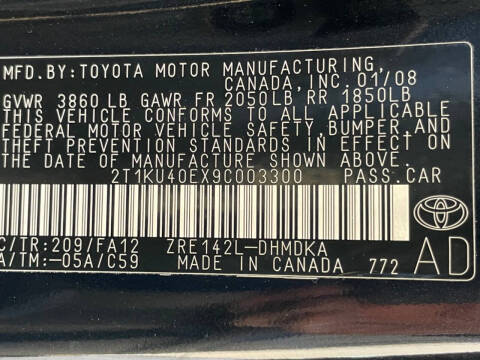 MFD.BY:TOYOTA MOTOR MANUFACTURING,
CANADA, INC. 01/08
GVWR 3860 LB GAWR FR 2050LB, RR 1850LB
THIS VEHICLE CONFORMS TO ALL APPLICABLE
FEDERAL MOTOR VEHICLE SAFETY, BUMPER, AND
THEFT PREVENTION STANDARDS IN EFFECT ON
THE DATE OF MANUFACTURE SHOWN ABOVE.
2T1KU40EX9C003300 PASS.CAR
C/TR:209/FA12 ZRE142L-DHMDKA
A/TM:-05A/C59 MADE IN CANADA 772
TOYOTA
AD